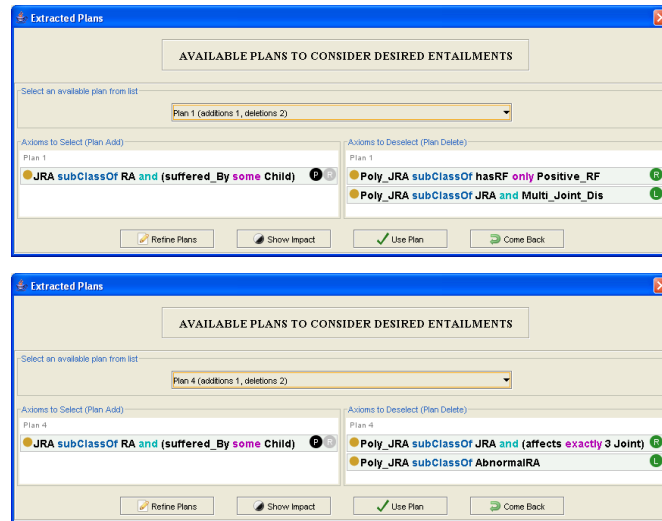 Extracted Plans
AVAILABLE PLANS TO CONSIDER DESIRED ENTAILMENTS
Select an available plan from list
Plan 1 (additions 1, deletions 2)
Axioms to Select (Plan Add)
Plan 1
JRA subClassOf RA and (suffered_By some Child) P R
Axioms to Deselect (Plan Delete)
Plan 1
Poly_JRA subClassOf hasRF only Positive_RF R
Poly_JRA subClassOf JRA and Multi_Joint_Dis L
Refine Plans Show Impact Use Plan Come Back
Extracted Plans
AVAILABLE PLANS TO CONSIDER DESIRED ENTAILMENTS
Select an available plan from list
Plan 4 (additions 1, deletions 2)
Axioms to Select (Plan Add)
Plan 4
JRA subClassOf RA and (suffered_By some Child) P R
Axioms to Deselect (Plan Delete)
Plan 4
Poly_JRA subClassOf JRA and (affects exactly 3 Joint) R
Poly_JRA subClassOf AbnormalRA L
Refine Plans Show Impact Use Plan Come Back